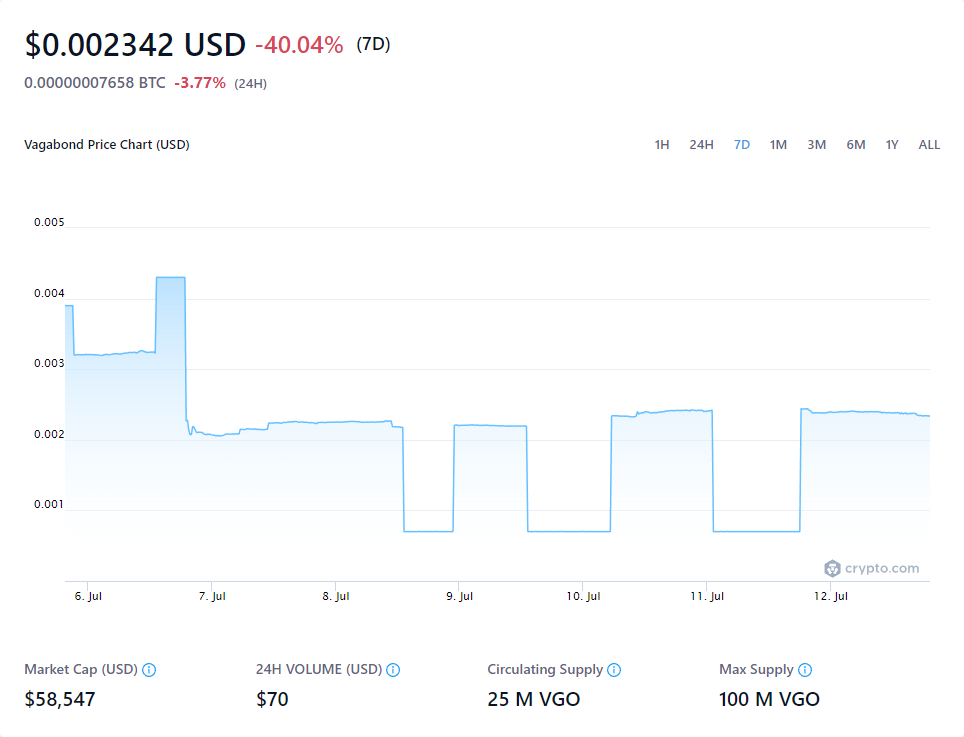 $0.002342 USD -40.04% (7D)
0.00000007658 BTC -3.77% (24H)
Vagabond Price Chart (USD) 1H 24H 7D 1M 3M 6M 1Y ALL
0.005
0.004
0.003
0.002
0.001
crypto.com
6. Jul 7. Jul 8. Jul 9. Jul 10. Jul 11. Jul 12. Jul
Market Cap (USD) 24H VOLUME (USD) Circulating Supply Max Supply
$58,547 $70 25 M VGO 100 M VGO